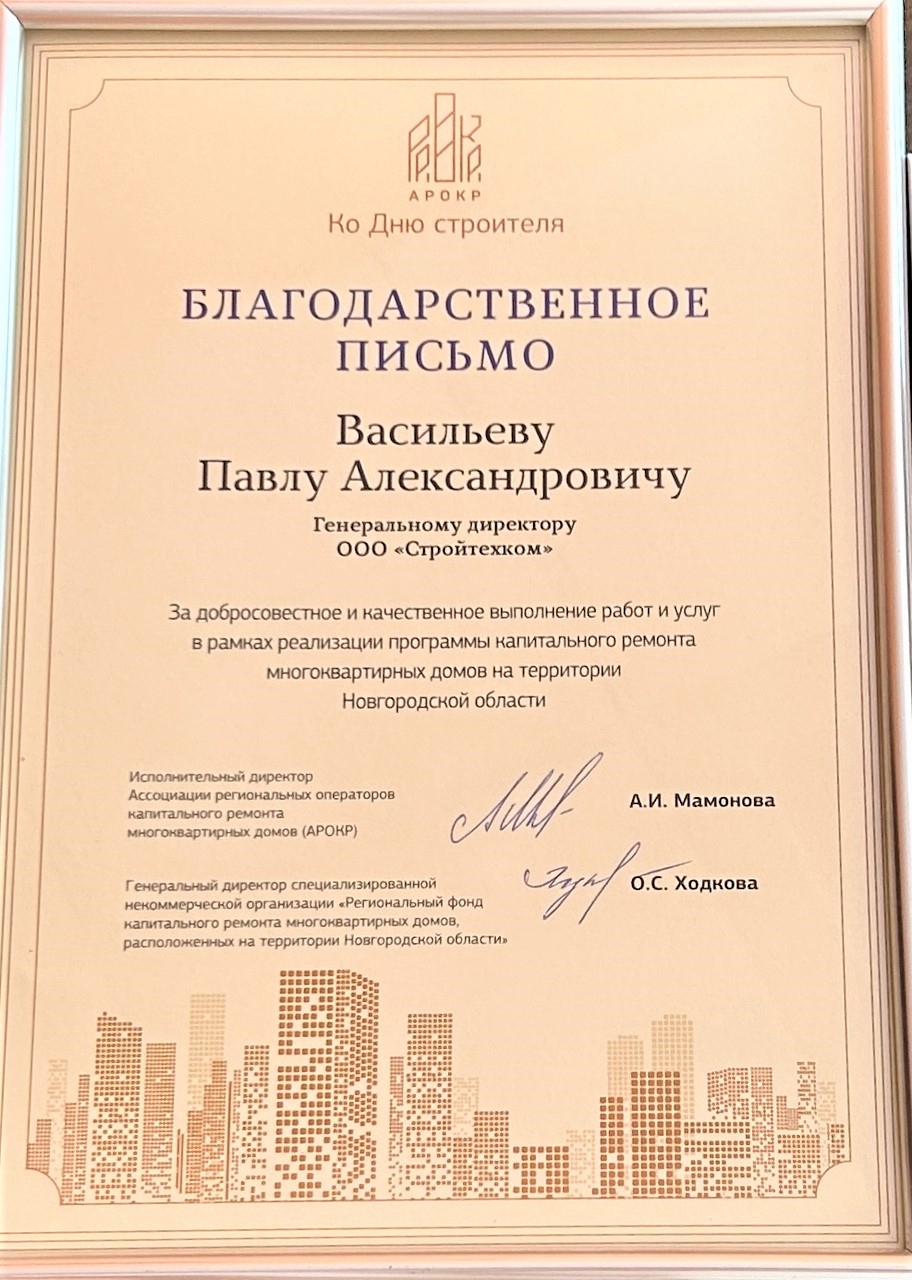 АРОКР
Ко Дню строителя
БЛАГОДАРСТВЕННОЕ
ПИСЬМО
Васильеву
Павлу Александровичу
Генеральному директору
ООО «Стройтехком»
За добросовестное и качественное выполнение работ и услуг
в рамках реализации программы капитального ремонта
многоквартирных домов на территории
Новгородской области
Исполнительный директор
Ассоциации региональных операторов
капитального ремонта
многоквартирных домов (АРОКР)
А.И. Мамонова
Генеральный директор специализированной
некоммерческой организации «Региональный фонд
капитального ремонта многоквартирных домов,
расположенных на территории Новгородской области»
О.С. Ходкова